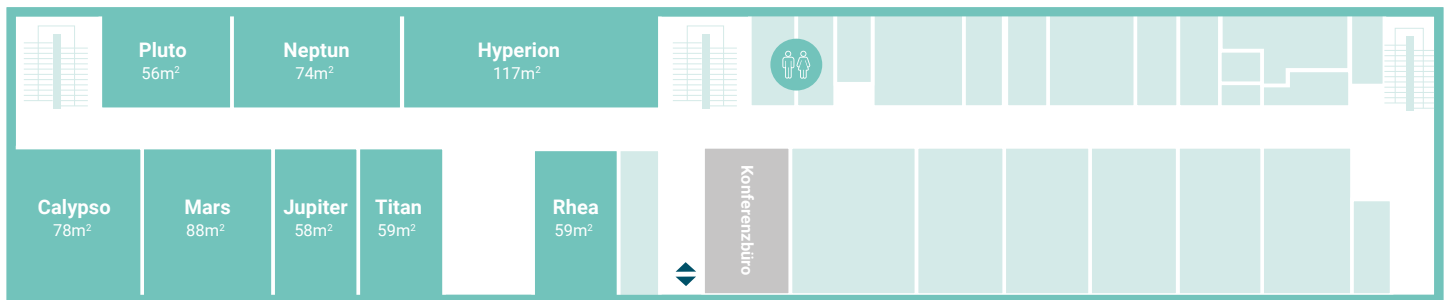 Pluto
56m²
Neptun
74m²
Hyperion
117m²
Calypso
78m²
Mars
88m²
Jupiter
58m²
Titan
59m²
Rhea
59m²
Konferenzbüro